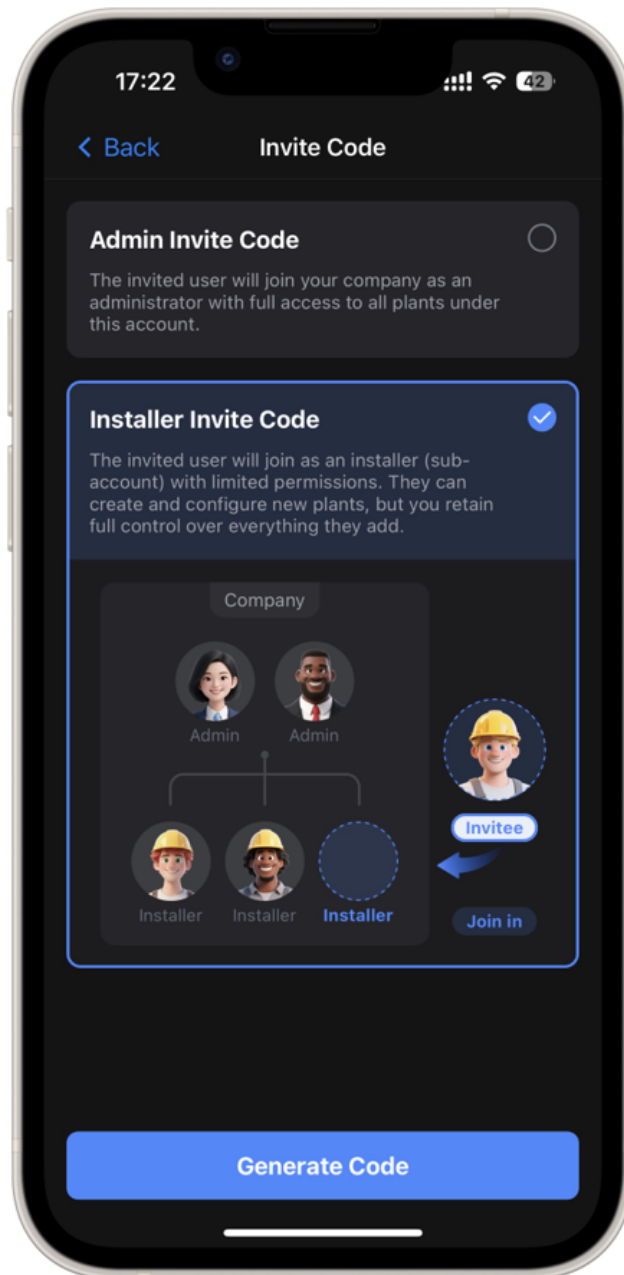 17:22
42
Back
Invite Code
Admin Invite Code
The invited user will join your company as an
administrator with full access to all plants under
this account.
Installer Invite Code
The invited user will join as an installer (sub-
account) with limited permissions. They can
create and configure new plants, but you retain
full control over everything they add.
Company
Admin
Admin
Invitee
Installer
Installer
Installer
Join in
Generate Code